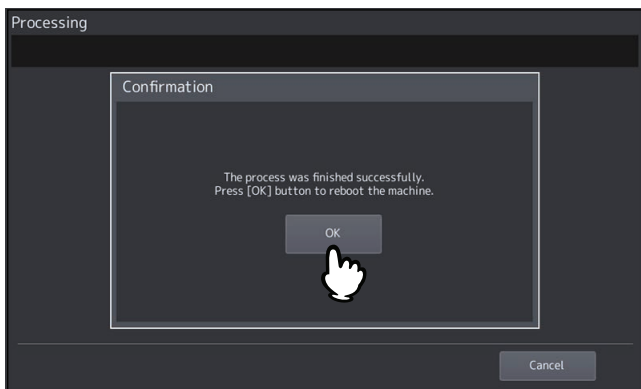 Processing
Confirmation
The process was finished successfully.
Press [OK] button to reboot the machine.
OK
Cancel